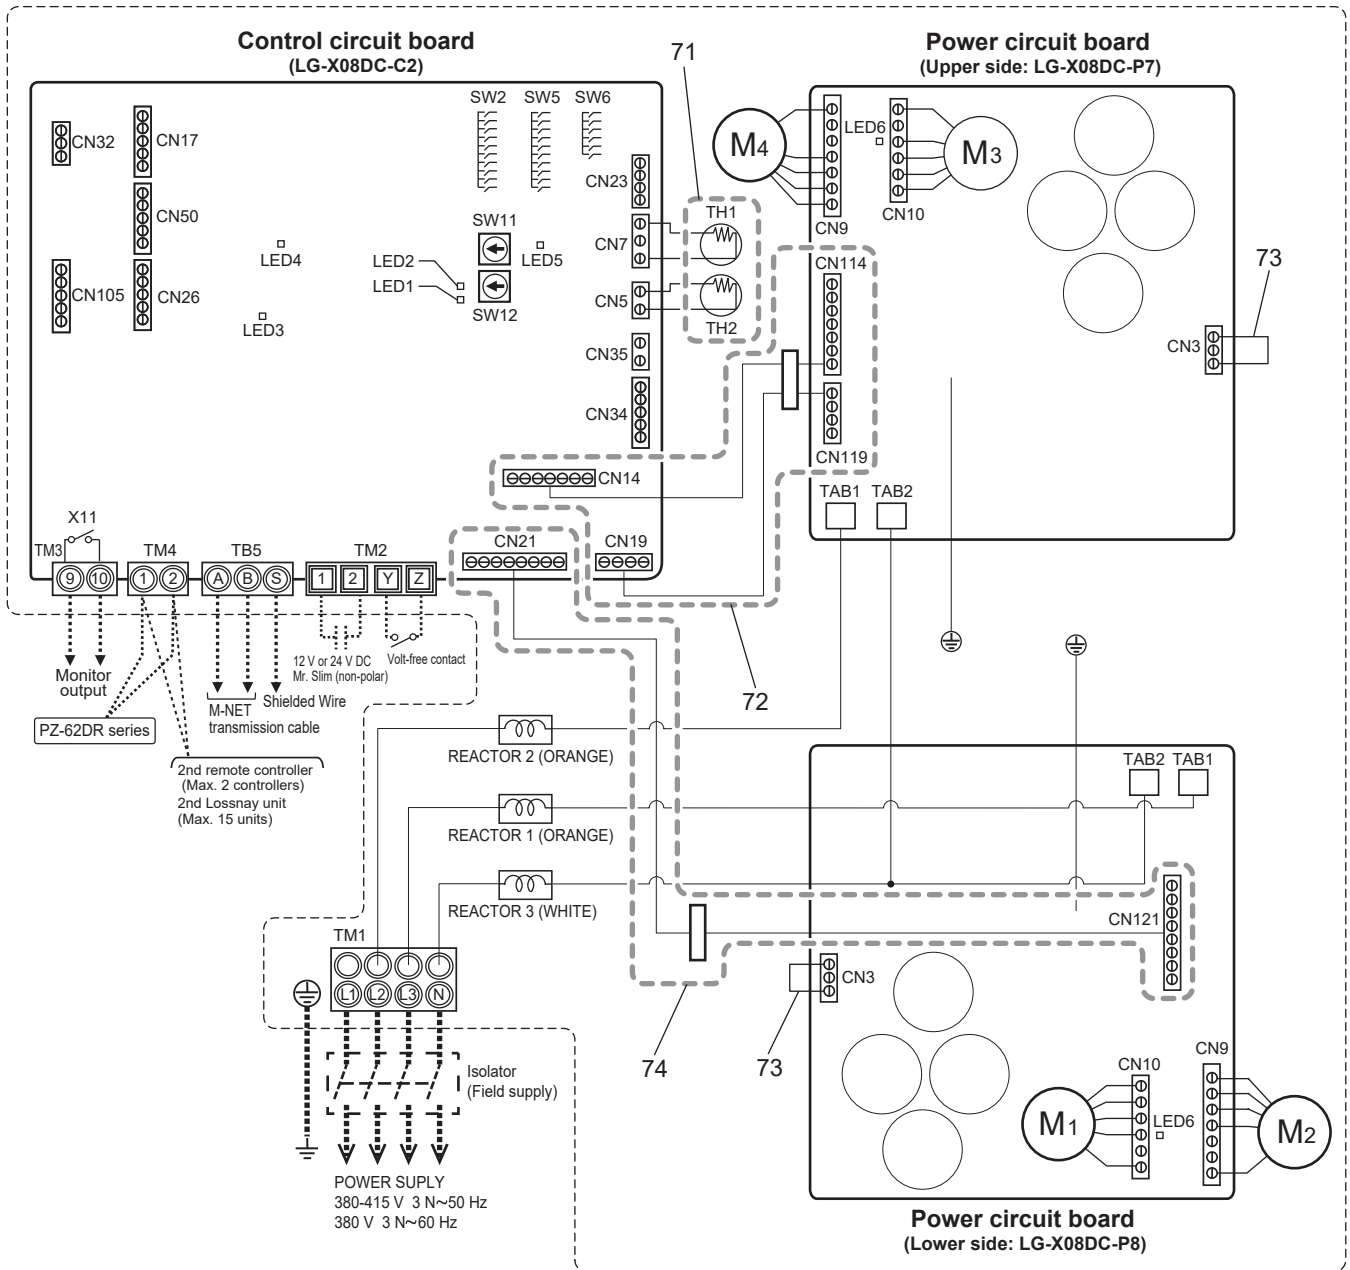 Control circuit board
(LG-X08DC-C2)
71
Power circuit board
(Upper side: LG-X08DC-P7)
SW2
SW5
SW6
CN32
CN17
CN23
M4
LED6
M3
CN9
CN10
CN50
SW11
TH1
CN7
LED4
LED2
LED5
LED1
CN114
73
CN105
CN26
SW12
CN5
TH2
LED3
CN35
CN3
CN34
CN119
CN14
TAB1
TAB2
X11
TM3
TM4
TB5
TM2
CN21
CN19
9
10
1
2
A
B
S
1
2
Y
Z
12 V or 24 V DC
Mr. Slim (non-polar)
Volt-free contact
Monitor
output
M-NET
transmission cable
Shielded Wire
72
PZ-62DR series
2nd remote controller
(Max. 2 controllers)
2nd Lossnay unit
(Max. 15 units)
REACTOR 2 (ORANGE)
TAB2
TAB1
REACTOR 1 (ORANGE)
REACTOR 3 (WHITE)
CN121
TM1
L1
L2
L3
N
CN3
74
73
Isolator
(Field supply)
CN10
CN9
M1
LED6
M2
POWER SUPLY
380-415 V 3 N~50 Hz
380 V 3 N~60 Hz
Power circuit board
(Lower side: LG-X08DC-P8)